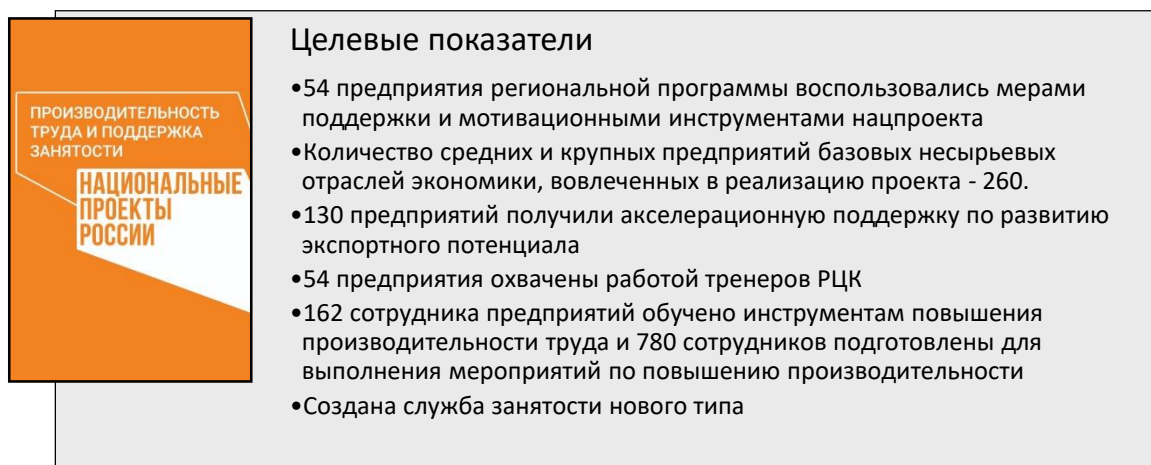 ПРОИЗВОДИТЕЛЬНОСТЬ
ТРУДА И ПОДДЕРЖКА
ЗАНЯТОСТИ
НАЦИОНАЛЬНЫЕ
ПРОЕКТЫ
РОССИИ
Целевые показатели
•54 предприятия региональной программы воспользовались мерами
поддержки и мотивационными инструментами нацпроекта
•Количество средних и крупных предприятий базовых несырьевых
отраслей экономики, вовлеченных в реализацию проекта - 260.
•130 предприятий получили акселерационную поддержку по развитию
экспортного потенциала
•54 предприятия охвачены работой тренеров РЦК
•162 сотрудника предприятий обучено инструментам повышения
производительности труда и 780 сотрудников подготовлены для
выполнения мероприятий по повышению производительности
•Создана служба занятости нового типа